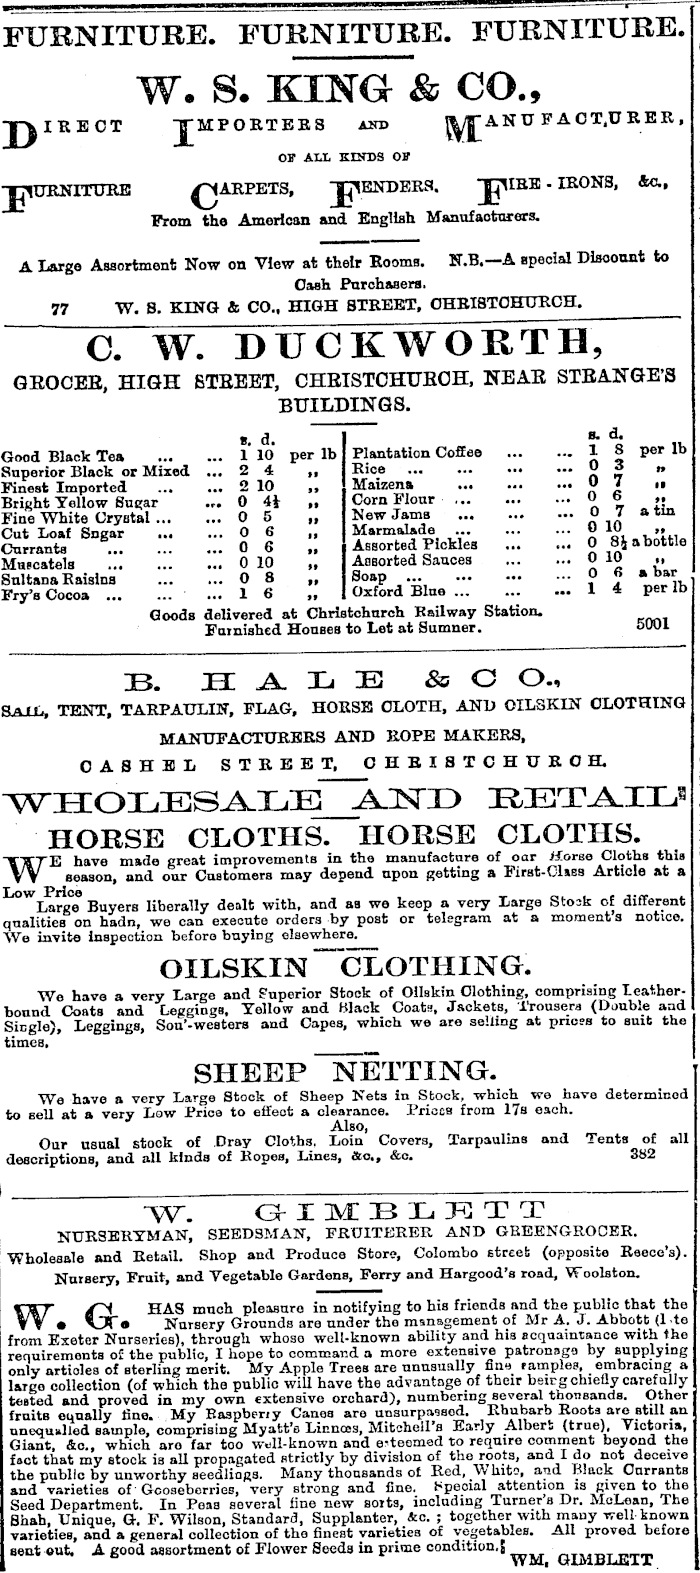 FURNITURE. FURNITURE. FURNITURE.
W. S. KING & CO.,
DIRECT IMPORTERS AND MANUFACTURER,
OF ALL KINDS OF
FURNITURE CARPETS, FENDERS, FIRE-IRONS, &c.,
From the American and English Manufacturers.
A Large Assortment Now on View at their Rooms. N.B.—A special Discount to
Cash Purchasers.
77 W. S. KING & CO., HIGH STREET, CHRISTCHURCH.
C. W. DUCKWORTH,
GROCER, HIGH STREET, CHRISTCHURCH, NEAR STRANGE'S
BUILDINGS.
s. d.
Good Black Tea ... ... 1 10 per lb
Superior Black or Mixed ... 2 4 „
Finest Imported ... ... 2 10 „
Bright Yellow Sugar ... 0 4½ „
Fine White Crystal ... ... 0 5 „
Cut Loaf Sugar ... ... 0 6 „
Currants ... ... ... 0 6 „
Muscatels ... ... ... 0 10 „
Sultana Raisins ... ... 0 8 „
Fry's Cocoa ... ... ... 1 6 „
s. d.
Plantation Coffee ... ... 1 8 per lb
Rice ... ... ... ... 0 3 „
Maizena ... ... ... 0 7 „
Corn Flour ... ... ... 0 6 „
New Jams ... ... ... 0 7 a tin
Marmalade ... ... ... 0 10 „
Assorted Pickles ... ... 0 8½ a bottle
Assorted Sauces ... ... 0 10 „
Soap ... ... ... ... 0 6 a bar
Oxford Blue ... ... ... 1 4 per lb
Goods delivered at Christchurch Railway Station.
Furnished Houses to Let at Sumner. 5001
B. HALE & CO.,
SAIL, TENT, TARPAULIN, FLAG, HORSE CLOTH, AND OILSKIN CLOTHING
MANUFACTURERS AND ROPE MAKERS,
CASHEL STREET, CHRISTCHURCH.
WHOLESALE AND RETAIL
HORSE CLOTHS. HORSE CLOTHS.
WE have made great improvements in the manufacture of our Horse Cloths this
season, and our Customers may depend upon getting a First-Class Article at a
Low Price
Large Buyers liberally dealt with, and as we keep a very Large Stock of different
qualities on hadn, we can execute orders by post or telegram at a moment's notice.
We invite inspection before buying elsewhere.
OILSKIN CLOTHING.
We have a very Large and Superior Stock of Oilskin Clothing, comprising Leather-
bound Coats and Leggings, Yellow and Black Coats, Jackets, Trousers (Double and
Single), Leggings, Sou'-westers and Capes, which we are selling at prices to suit the
times.
SHEEP NETTING.
We have a very Large Stock of Sheep Nets in Stock, which we have determined
to sell at a very Low Price to effect a clearance. Prices from 17s each.
Also,
Our usual stock of Dray Cloths, Loin Covers, Tarpaulins and Tents of all
descriptions, and all kinds of Ropes, Lines, &c., &c. 382
W. GIMBLETT
NURSERYMAN, SEEDSMAN, FRUITERER AND GREENGROCER.
Wholesale and Retail. Shop and Produce Store, Colombo street (opposite Reece's).
Nursery, Fruit, and Vegetable Gardens, Ferry and Hargood's road, Woolston.
W. G. HAS much pleasure in notifying to his friends and the public that the
Nursery Grounds are under the management of Mr A. J. Abbott (l te
from Exeter Nurseries), through whose well-known ability and his acquaintance with the
requirements of the public, I hope to command a more extensive patronage by supplying
only articles of sterling merit. My Apple Trees are unusually fine samples, embracing a
large collection (of which the public will have the advantage of their being chiefly carefully
tested and proved in my own extensive orchard), numbering several thousands. Other
fruits equally fine. My Raspberry Canes are unsurpassed. Rhubarb Roots are still an
unequalled sample, comprising Myatt's Linnœs, Mitchell's Early Albert (true), Victoria,
Giant, &c., which are far too well-known and esteemed to require comment beyond the
fact that my stock is all propagated strictly by division of the roots, and I do not deceive
the public by unworthy seedlings. Many thousands of Red, White, and Black Currants
and varieties of Gooseberries, very strong and fine. Special attention is given to the
Seed Department. In Peas several fine new sorts, including Turner's Dr. McLean, The
Shah, Unique, G. F. Wilson, Standard, Supplanter, &c. ; together with many well known
varieties, and a general collection of the finest varieties of vegetables. All proved before
sent out. A good assortment of Flower Seeds in prime condition.
WM. GIMBLETT